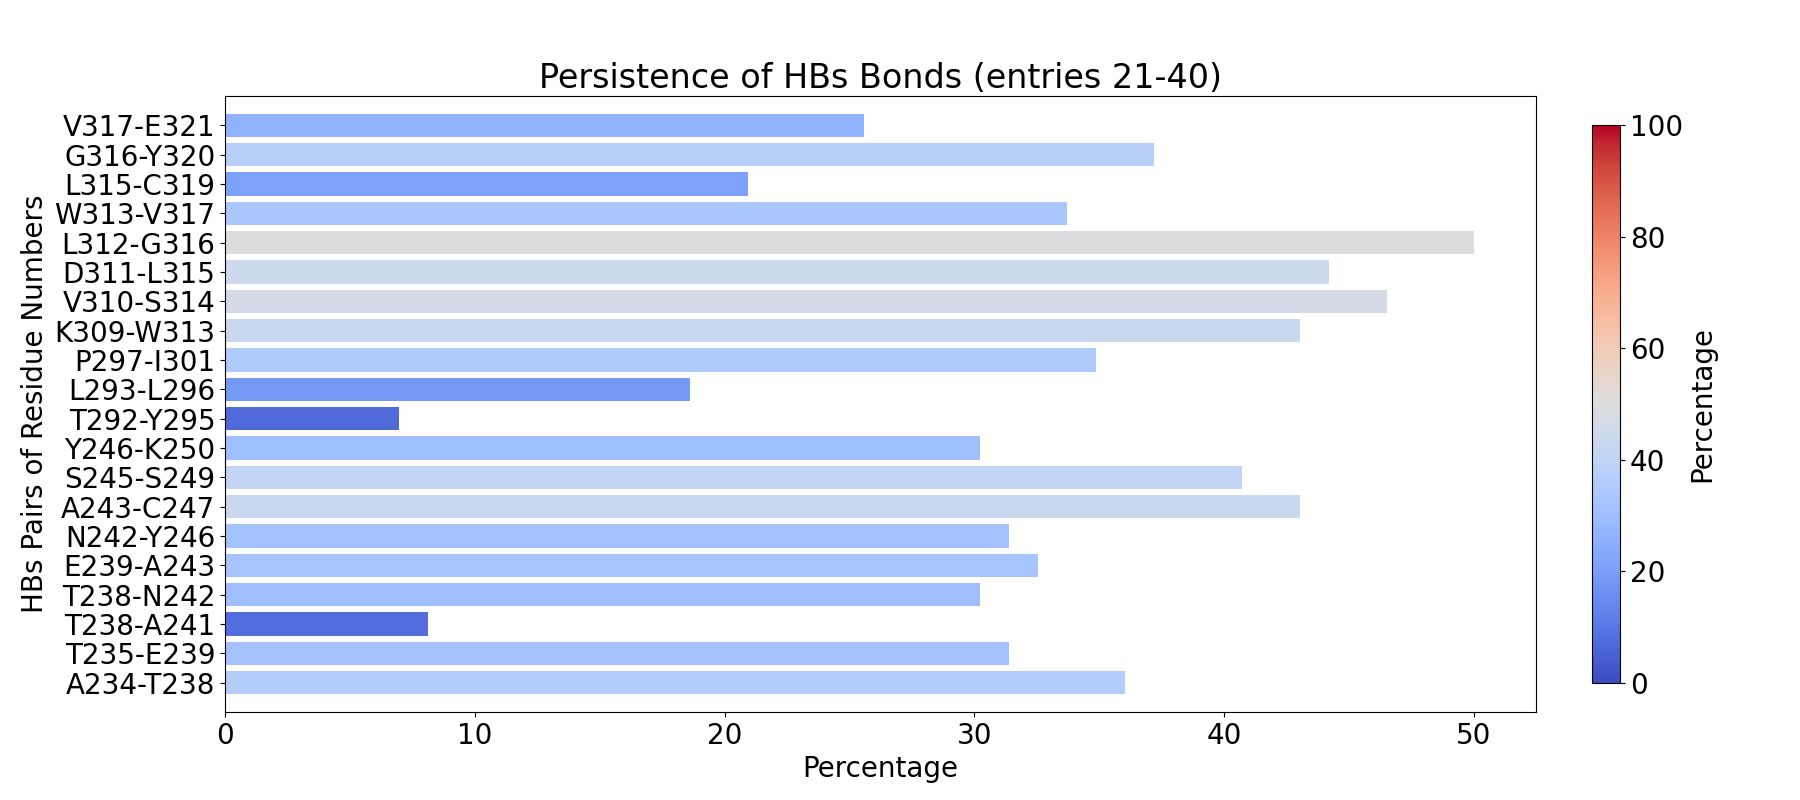 Persistence of HBs Bonds (entries 21-40)
HBs Pairs of Residue Numbers
V317-E321
G316-Y320
L315-C319
W313-V317
L312-G316
D311-L315
V310-S314
K309-W313
P297-I301
L293-L296
T292-Y295
Y246-K250
S245-S249
A243-C247
N242-Y246
E239-A243
T238-N242
T238-A241
T235-E239
A234-T238
0 10 20 30 40 50
Percentage
100
80
60
40
20
0
Percentage